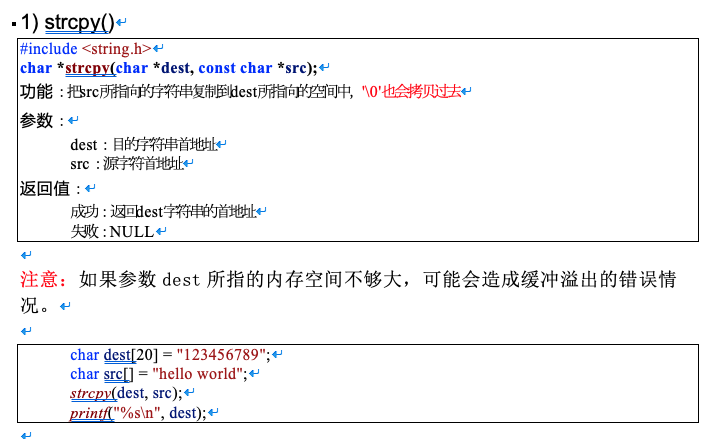 1) strcpy()
#include <string.h>
char *strcpy(char *dest, const char *src);
功能：把src所指向的字符串复制到dest所指向的空间中，'\0'也会拷贝过去
参数：
dest：目的字符串首地址
src：源字符首地址
返回值：
成功：返回dest字符串的首地址
失败：NULL
注意：如果参数 dest 所指的内存空间不够大，可能会造成缓冲溢出的错误情
况。
char dest[20] = "123456789";
char src[] = "hello world";
strcpy(dest, src);
printf("%s\n", dest);